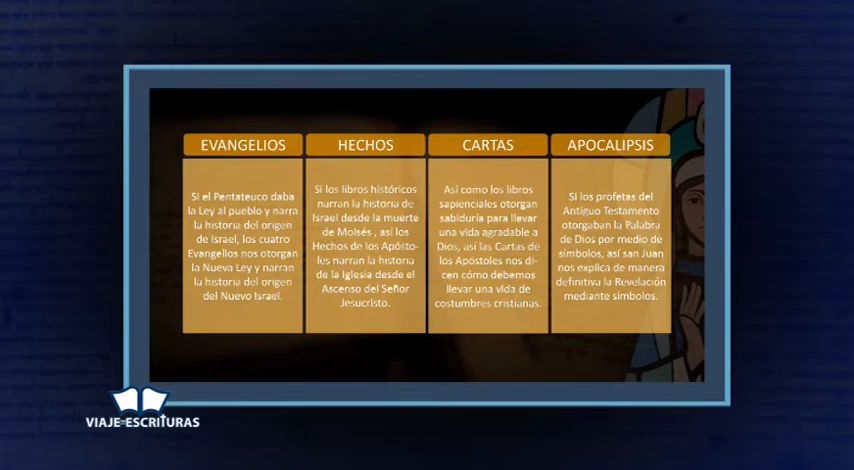 EVANGELIOS
Si el Pentateuco daba
la Ley al pueblo y narra
la historia del origen
de Israel, los cuatro
Evangelios nos otorgan
la Nueva Ley y narran
la historia del origen
del Nuevo Israel.
HECHOS
Si los libros históricos
narran la historia de
Israel desde la muerte
de Moisés , así los
Hechos de los Apósto-
les narran la historia
de la Iglesia desde el
Ascenso del Señor
Jesucristo.
CARTAS
Así como los libros
sapienciales otorgan
sabiduría para llevar
una vida agradable a
Dios, así las Cartas de
los Apóstoles nos di-
cen cómo debemos
llevar una vida de
costumbres cristianas.
APOCALIPSIS
Si los profetas del
Antiguo Testamento
otorgaban la Palabra
de Dios por medio de
símbolos, así san Juan
nos explica de manera
definitiva la Revelación
mediante símbolos.
VIAJE ESCRITURAS